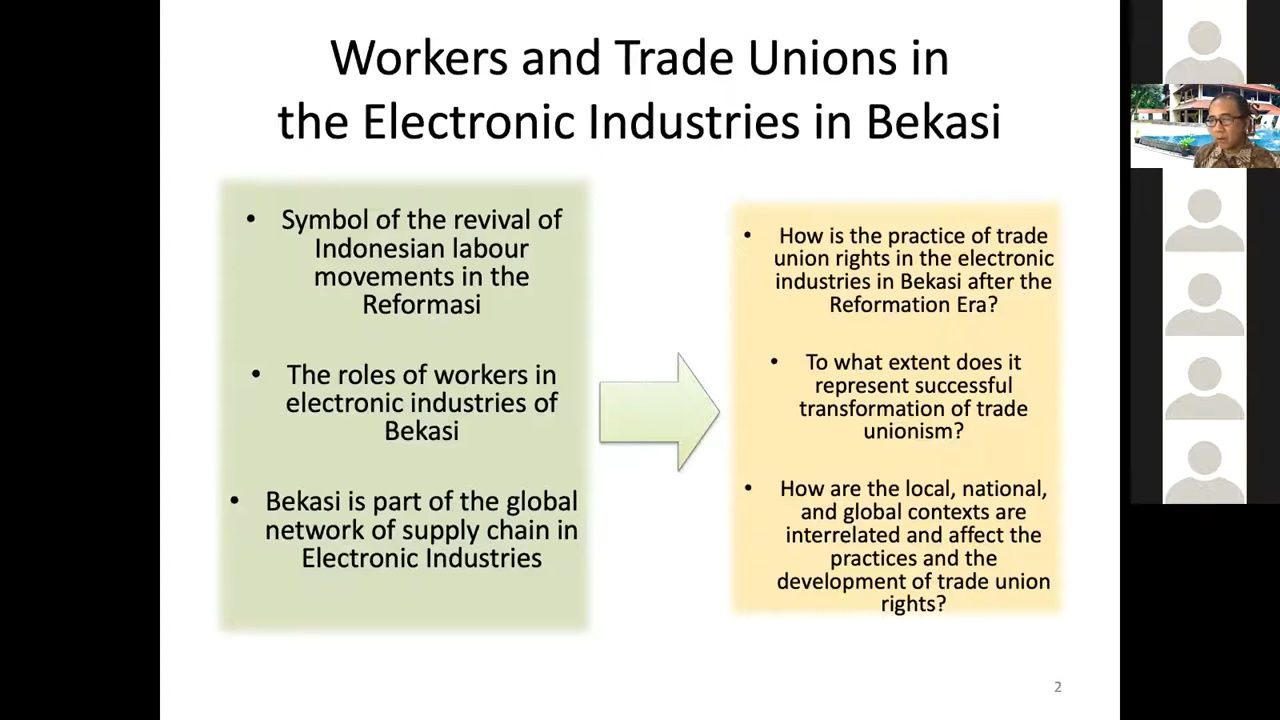 Workers and Trade Unions in
the Electronic Industries in Bekasi
• Symbol of the revival of
Indonesian labour
movements in the
Reformasi
• The roles of workers in
electronic industries of
Bekasi
• Bekasi is part of the global
network of supply chain in
Electronic Industries
• How is the practice of trade
union rights in the electronic
industries in Bekasi after the
Reformation Era?
• To what extent does it
represent successful
transformation of trade
unionism?
• How are the local, national,
and global contexts are
interrelated and affect the
practices and the
development of trade union
rights?
2